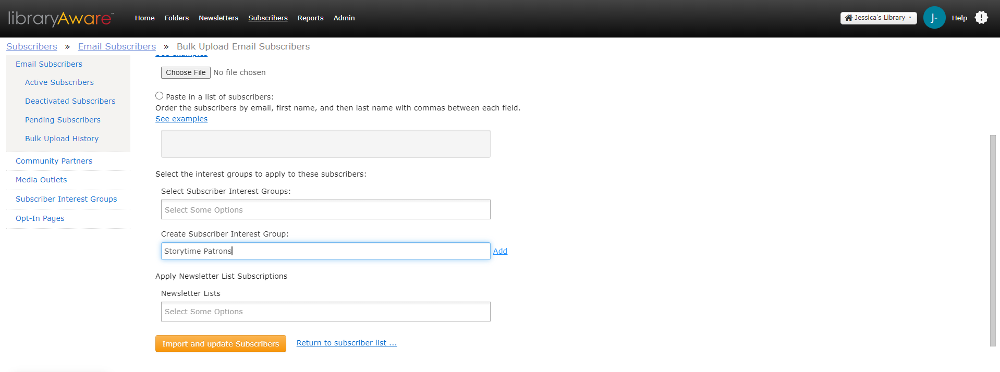 libraryAware™
Home Folders Newsletters Subscribers Reports Admin
Jessica's Library
J-
Help
Subscribers » Email Subscribers » Bulk Upload Email Subscribers
Email Subscribers
Active Subscribers
Deactivated Subscribers
Pending Subscribers
Bulk Upload History
Community Partners
Media Outlets
Subscriber Interest Groups
Opt-In Pages
See examples
Choose File No file chosen
Paste in a list of subscribers:
Order the subscribers by email, first name, and then last name with commas between each field.
See examples
Select the interest groups to apply to these subscribers:
Select Subscriber Interest Groups:
Select Some Options
Create Subscriber Interest Group:
Storytime Patrons Add
Apply Newsletter List Subscriptions
Newsletter Lists
Select Some Options
Import and update Subscribers Return to subscriber list ...